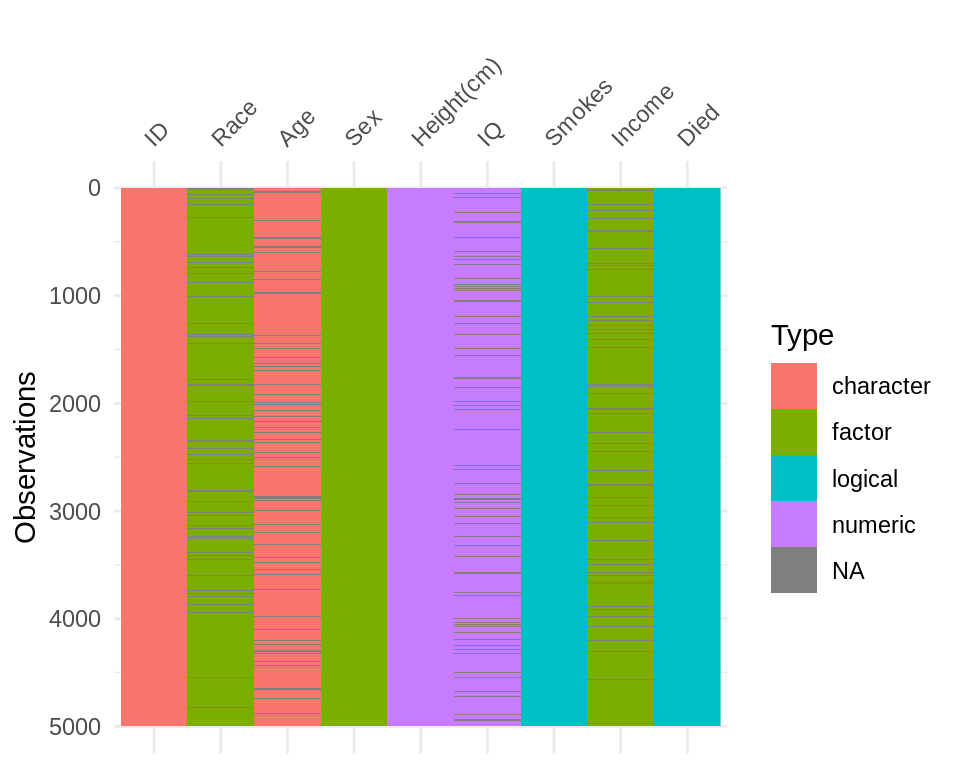 ID
Race
Age
Sex
Height(cm)
IQ
Smokes
Income
Died
0
1000
2000
3000
4000
5000
Observations
Type
character
factor
logical
numeric
NA